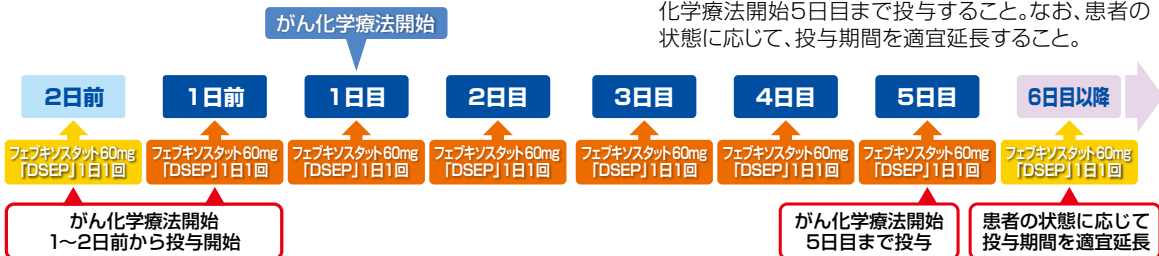 化学療法開始5日目まで投与すること。なお、患者の
状態に応じて、投与期間を適宜延長すること。
がん化学療法開始
2日前
1日前
1日目
2日目
3日目
4日目
5日目
6日目以降
フェブキソスタット60mg
「DSEP」1日1回
フェブキソスタット60mg
「DSEP」1日1回
フェブキソスタット60mg
「DSEP」1日1回
フェブキソスタット60mg
「DSEP」1日1回
フェブキソスタット60mg
「DSEP」1日1回
フェブキソスタット60mg
「DSEP」1日1回
フェブキソスタット60mg
「DSEP」1日1回
フェブキソスタット60mg
「DSEP」1日1回
がん化学療法開始
1〜2日前から投与開始
がん化学療法開始
5日目まで投与
患者の状態に応じて
投与期間を適宜延長